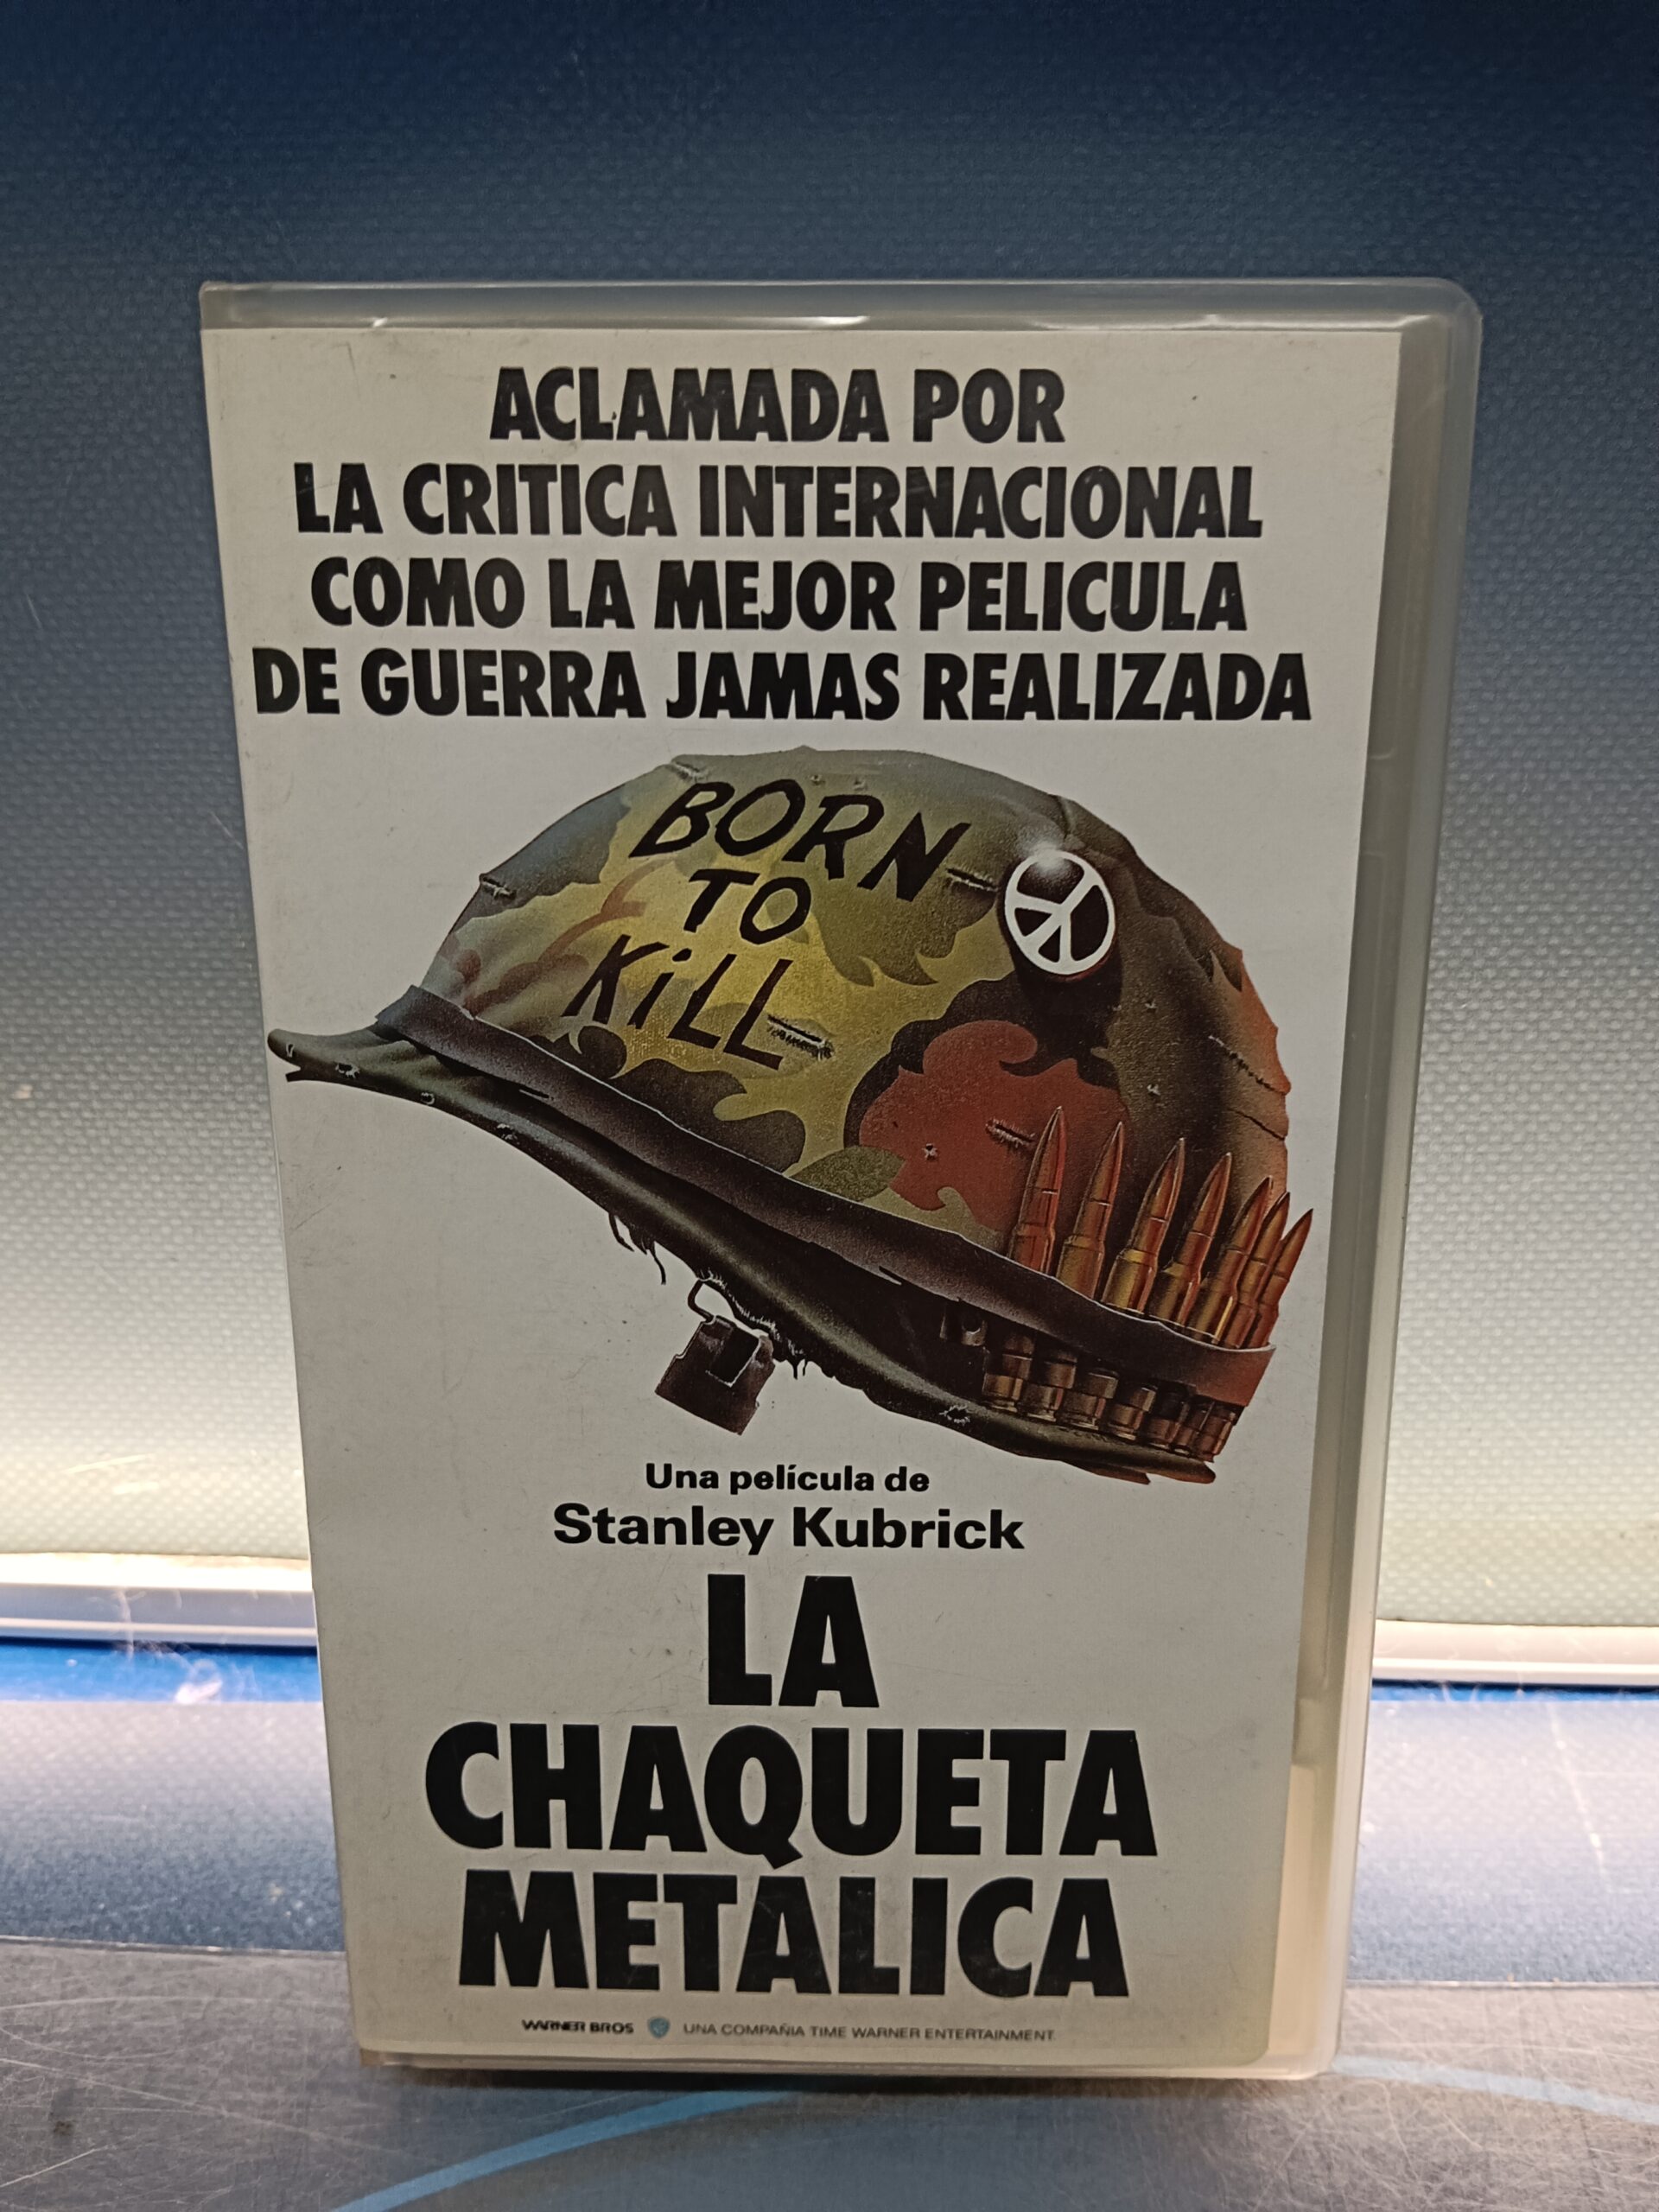 ACLAMADA POR
LA CRITICA INTERNACIONAL
COMO LA MEJOR PELICULA
DE GUERRA JAMAS REALIZADA
BORN
TO
KiLL
Una película de
Stanley Kubrick
LA
CHAQUETA
METALICA
WARNER BROS UNA COMPAÑIA TIME WARNER ENTERTAINMENT